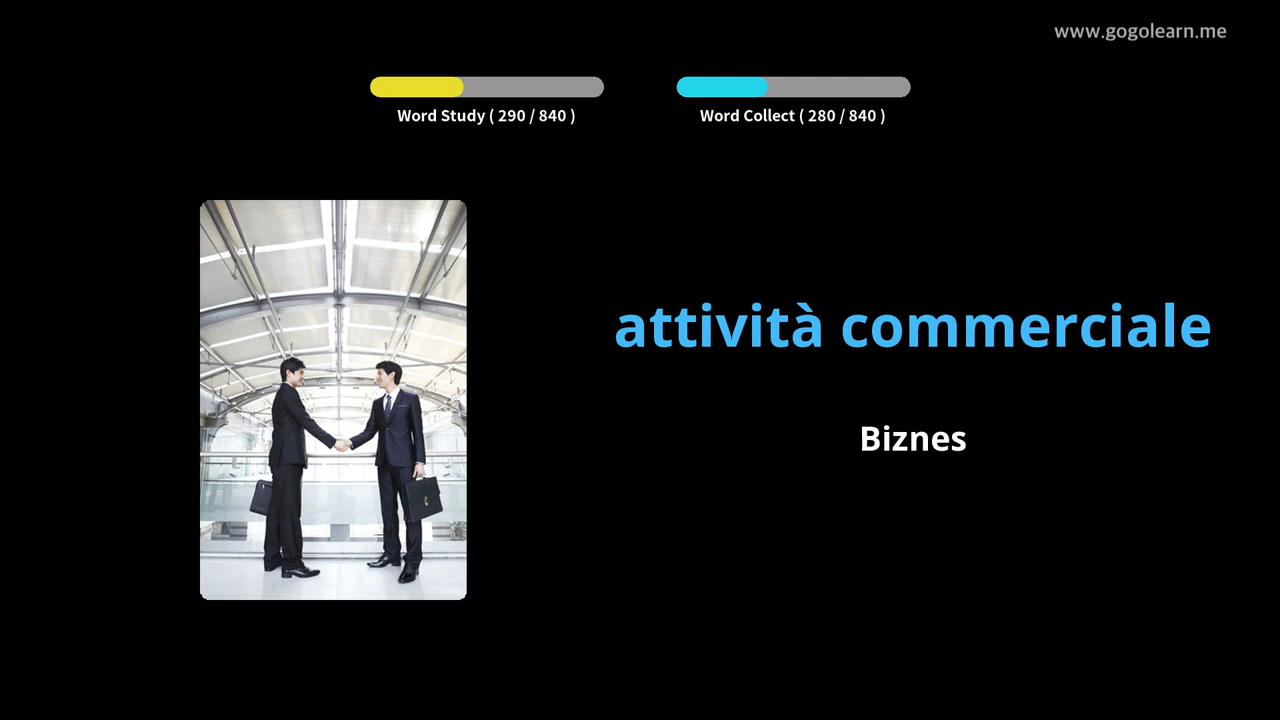 www.gogolearn.me
Word Study ( 290 / 840 )
Word Collect ( 280 / 840 )
attività commerciale
Biznes